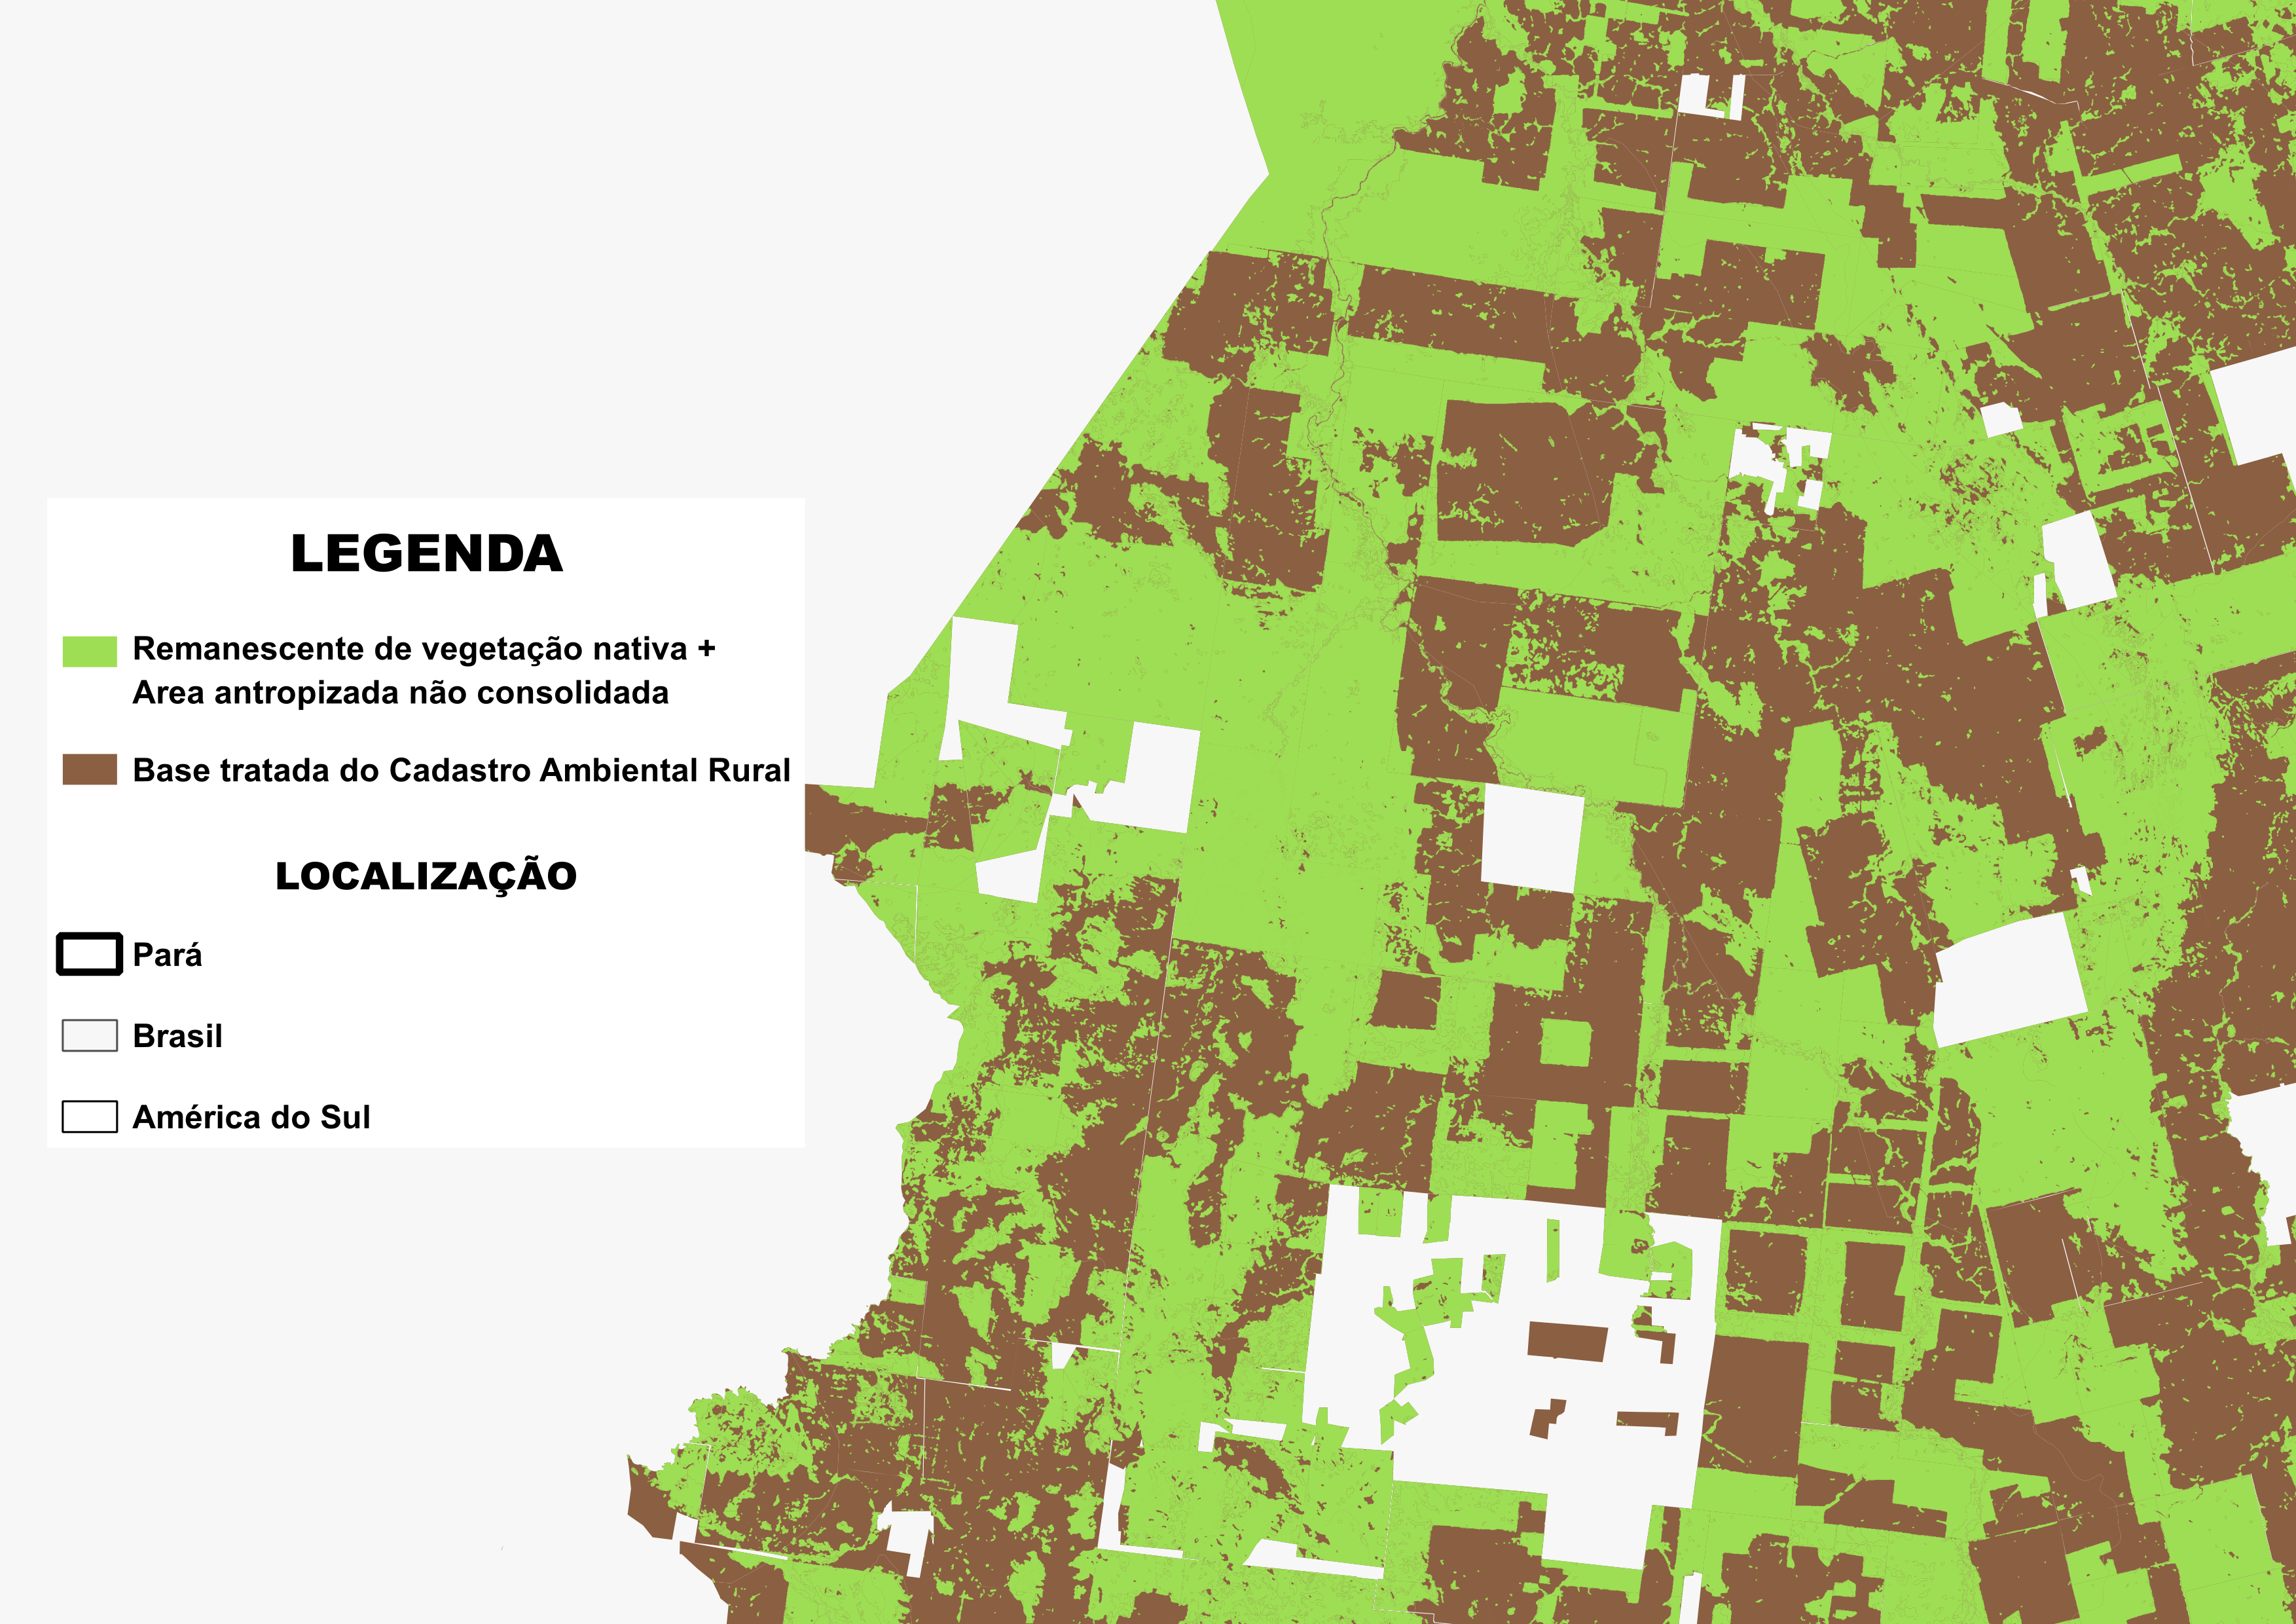 LEGENDA
Remanescente de vegetação nativa +
Area antropizada não consolidada
Base tratada do Cadastro Ambiental Rural
LOCALIZAÇÃO
Pará
Brasil
América do Sul